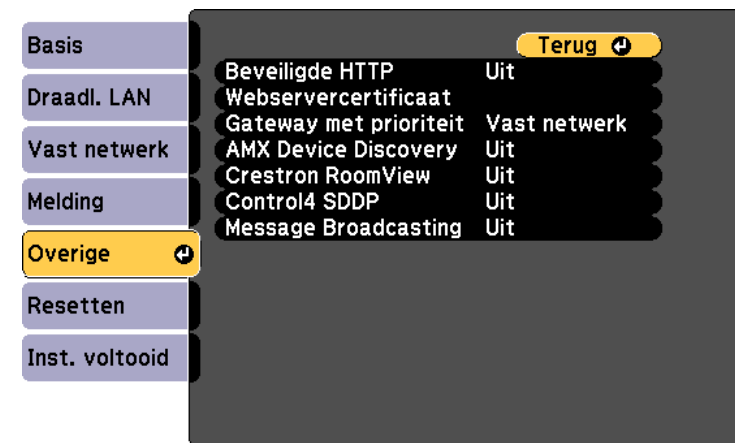 Basis
Draadl. LAN
Vast netwerk
Melding
Overige
Resetten
Inst. voltooid
Terug
Beveiligde HTTP Uit
Webservercertificaat
Gateway met prioriteit Vast netwerk
AMX Device Discovery Uit
Crestron RoomView Uit
Control4 SDDP Uit
Message Broadcasting Uit